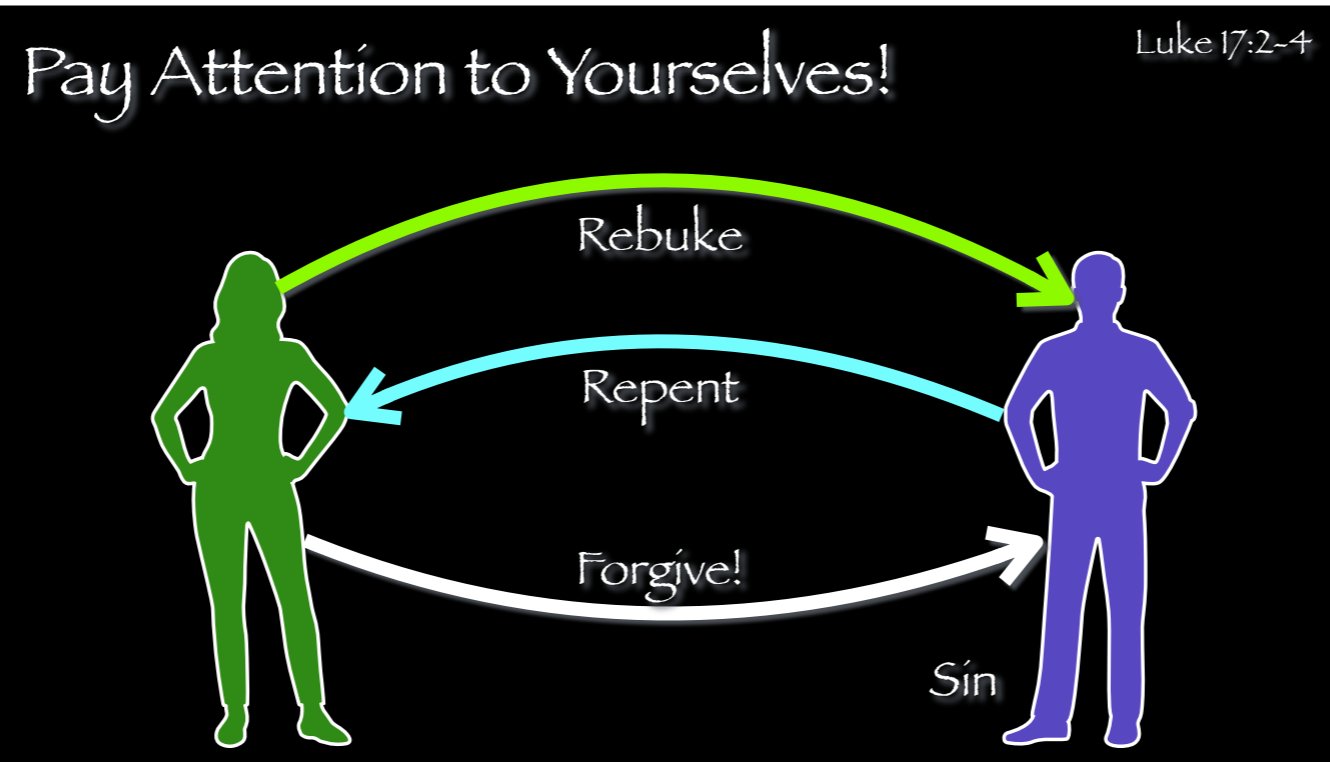 Pay Attention to Yourselves!
Luke 17:2-4
Rebuke
Repent
Forgive!
Sin